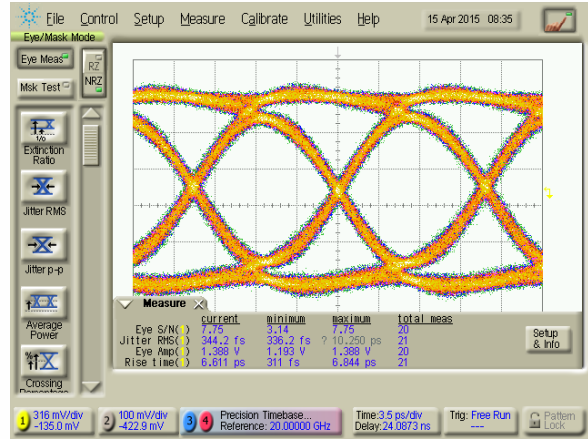 File Control Setup Measure Calibrate Utilities Help 15 Apr 2015 08:35
Eye/Mask Mode
Eye Meas
RZ
NRZ
Msk Test
Extinction
Ratio
Jitter RMS
Jitter p-p
Average
Power
Crossing
Percentage
Measure
current minimum maximum total meas
Eye S/N(1) 7.75 3.14 7.75 20
Jitter RMS(1) 344.2 fs 336.2 fs ? 10.250 ps 21
Eye Amp(1) 1.388 V 1.193 V 1.388 V 20
Rise time(1) 6.611 ps 311 fs 6.844 ps 21
Setup
& Info
1 316 mV/div
-135.0 mV
2 100 mV/div
-422.9 mV
3 4 Precision Timebase...
Reference: 20.00000 GHz
Time:3.5 ps/div
Delay:24.0873 ns
Trig: Free Run
---
Pattern
Lock